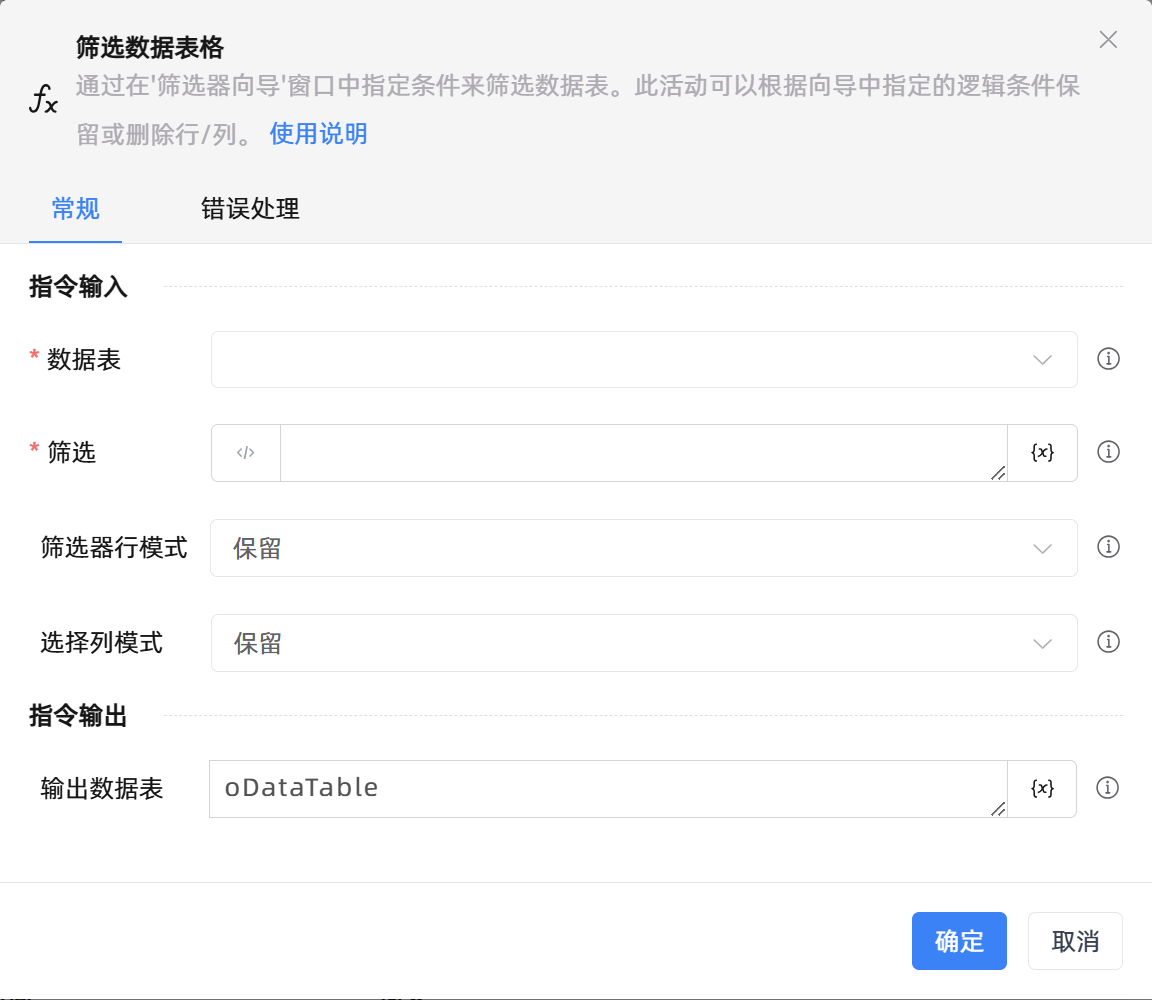 筛选数据表格
通过在'筛选器向导'窗口中指定条件来筛选数据表。此活动可以根据向导中指定的逻辑条件保
留或删除行/列。 使用说明
常规 错误处理
指令输入
* 数据表
* 筛选 </> {x}
筛选器行模式 保留
选择列模式 保留
指令输出
输出数据表 oDataTable {x}
确定 取消